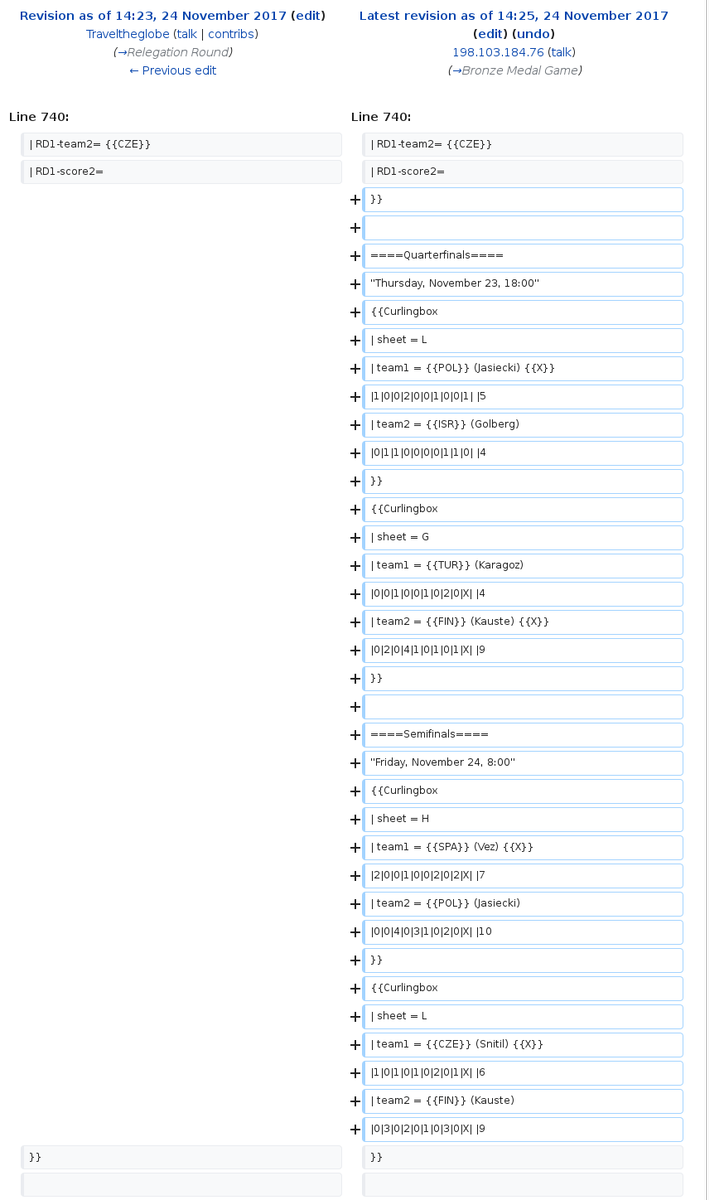 Revision as of 14:23, 24 November 2017 (edit)
Traveltheglobe (talk | contribs)
(→Relegation Round)
← Previous edit
Latest revision as of 14:25, 24 November 2017
(edit) (undo)
198.103.184.76 (talk)
(→Bronze Medal Game)
Line 740:
Line 740:
| RD1-team2= {{CZE}}
| RD1-team2= {{CZE}}
| RD1-score2=
| RD1-score2=
+ }}
+
+ ====Quarterfinals====
+ ''Thursday, November 23, 18:00''
+ {{Curlingbox
+ | sheet = L
+ | team1 = {{POL}} (Jasiecki) {{X}}
+ |1|0|0|2|0|0|1|0|0|1| |5
+ | team2 = {{ISR}} (Golberg)
+ |0|1|1|0|0|0|0|1|1|0| |4
+ }}
+ {{Curlingbox
+ | sheet = G
+ | team1 = {{TUR}} (Karagoz)
+ |0|0|1|0|0|1|0|2|0|X| |4
+ | team2 = {{FIN}} (Kauste) {{X}}
+ |0|2|0|4|1|0|1|0|1|X| |9
+ }}
+
+ ====Semifinals====
+ ''Friday, November 24, 8:00''
+ {{Curlingbox
+ | sheet = H
+ | team1 = {{SPA}} (Vez) {{X}}
+ |2|0|0|1|0|0|2|0|2|X| |7
+ | team2 = {{POL}} (Jasiecki)
+ |0|0|4|0|3|1|0|2|0|X| |10
+ }}
+ {{Curlingbox
+ | sheet = L
+ | team1 = {{CZE}} (Snitil) {{X}}
+ |1|0|1|0|1|0|2|0|1|X| |6
+ | team2 = {{FIN}} (Kauste)
+ |0|3|0|2|0|1|0|3|0|X| |9
}}
}}